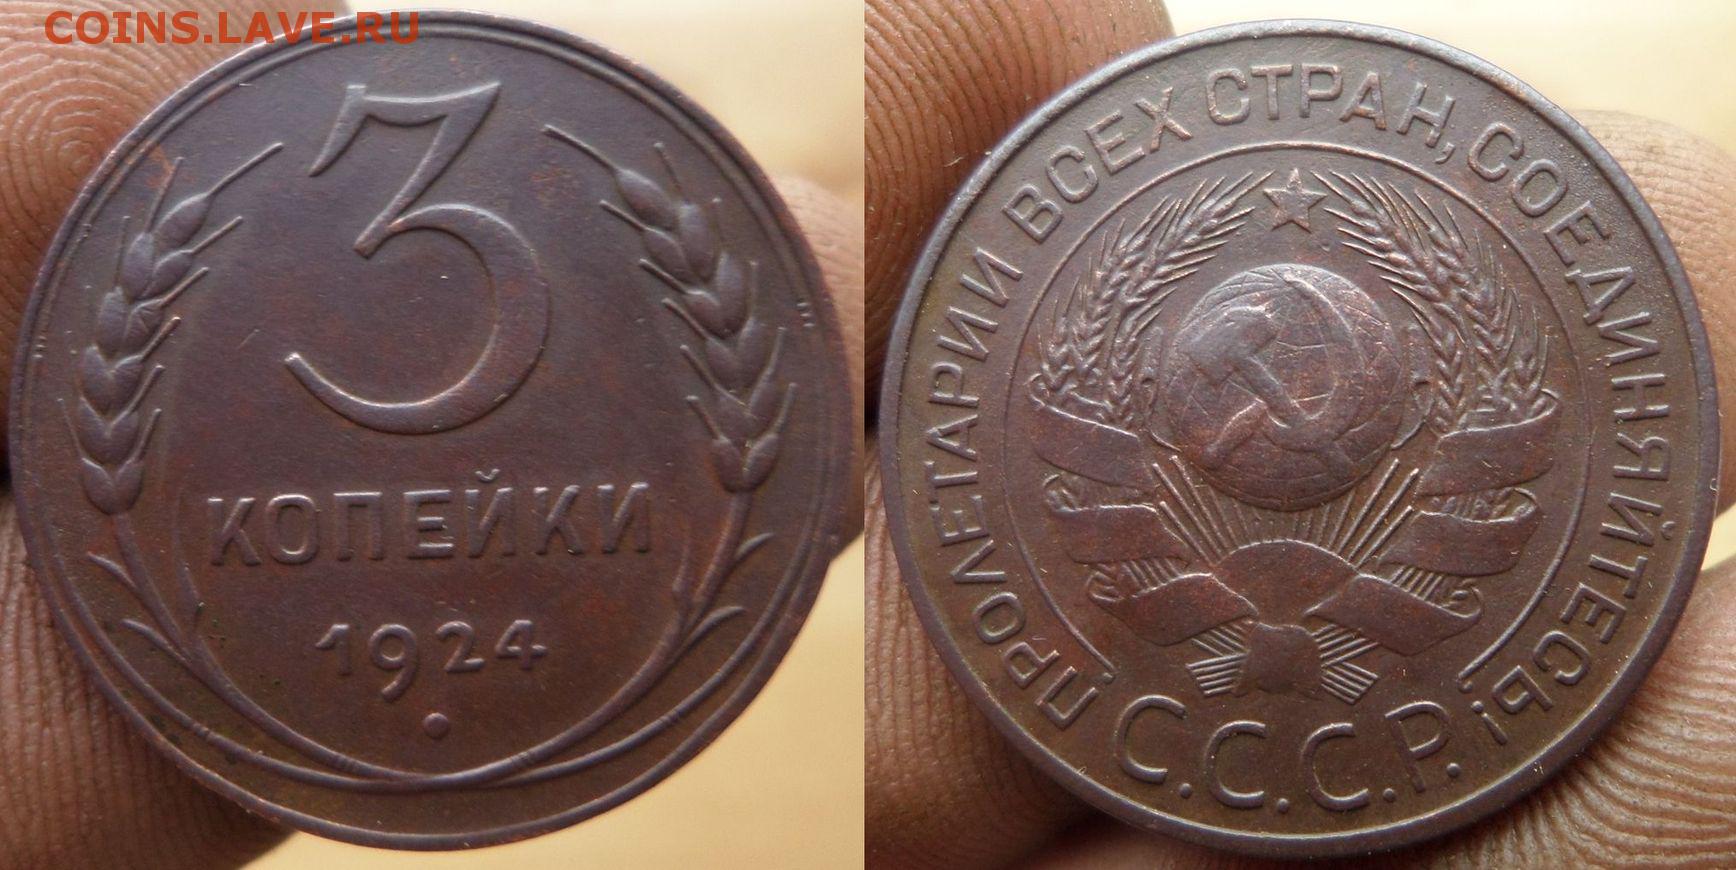 COINS.LAVE.RU
3
КОПЕЙКИ
1924
ПРОЛЕТАРИИ ВСЕХ СТРАН, СОЕДИНЯЙТЕСЬ!
С.С.С.Р.